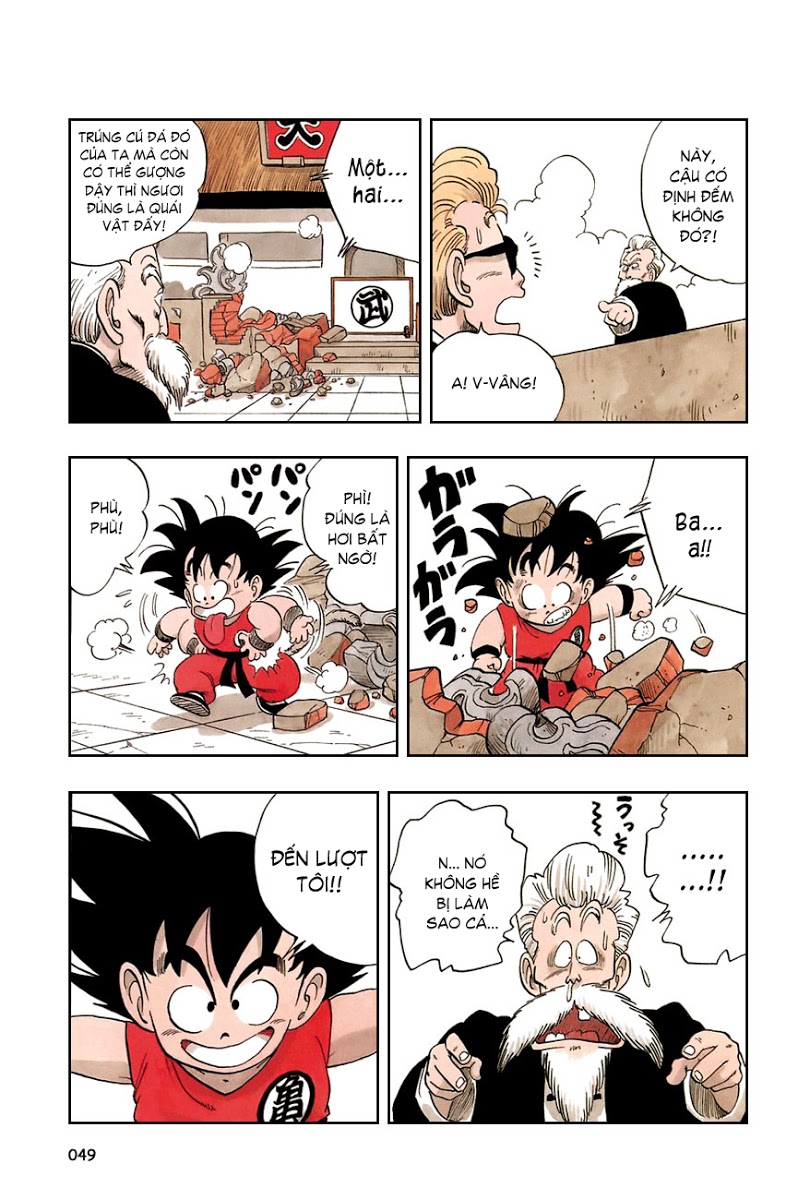 NÀY,
CẬU CÓ
ĐỊNH ĐẾM
KHÔNG
ĐÓ?!
A! V-VÂNG!
MỘT...
HAI...
TRÚNG CÚ ĐÁ ĐÓ
CỦA TA MÀ CÒN
CÓ THỂ GƯỢNG
DẬY THÌ NGƯƠI
ĐÚNG LÀ QUÁI
VẬT ĐẤY!
天
武
BA...
A!!
ガラガラ
PHÌ!
ĐÚNG LÀ
HƠI BẤT
NGỜ!
パンパン
PHÙ,
PHÙ!
......
...!!
うっそ~~
N... NÓ
KHÔNG HỀ
BỊ LÀM
SAO CẢ...
ĐẾN LƯỢT
TÔI!!
亀
049